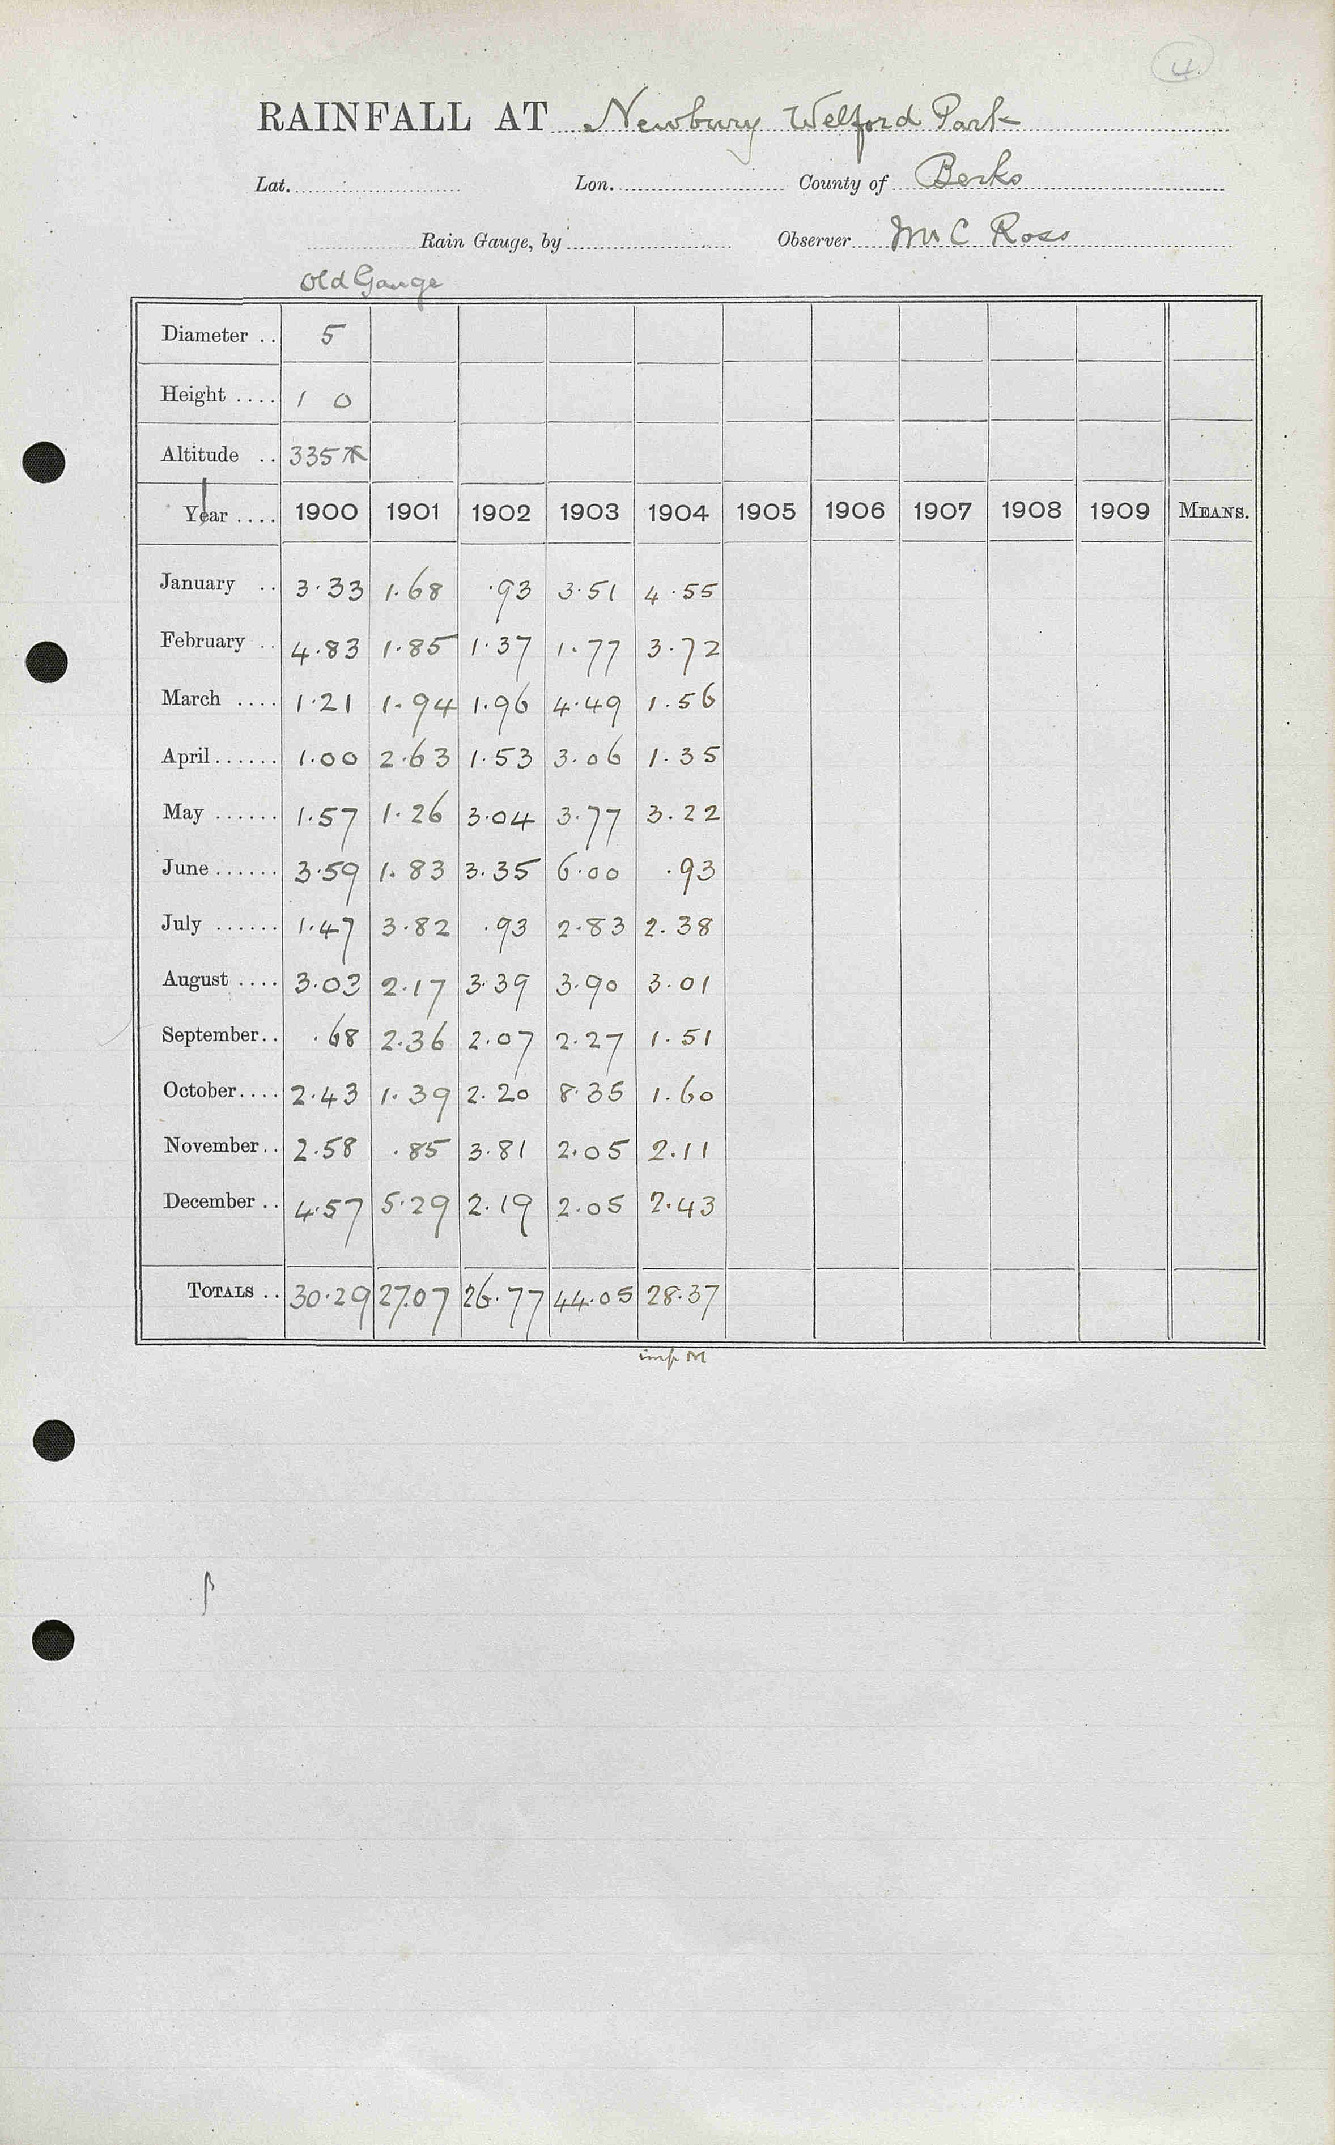 4.
RAINFALL AT Newbury Welford Park
Lat. Lon. County of Berks
Rain Gauge, by Observer Mr C Ross
Old Gauge
Diameter .. 5
Height .... 1 0
Altitude .. 335
Year .... 1900 1901 1902 1903 1904 1905 1906 1907 1908 1909 MEANS.
January .. 3.33 1.68 .93 3.51 4.55
February .. 4.83 1.85 1.37 1.77 3.72
March .... 1.21 1.94 1.96 4.49 1.56
April...... 1.00 2.63 1.53 3.06 1.35
May ...... 1.57 1.26 3.04 3.77 3.22
June...... 3.59 1.83 3.35 6.00 .93
July ...... 1.47 3.82 .93 2.83 2.38
August .... 3.03 2.17 3.39 3.90 3.01
September.. .68 2.36 2.07 2.27 1.51
October.... 2.43 1.39 2.20 8.35 1.60
November.. 2.58 .85 3.81 2.05 2.11
December .. 4.57 5.29 2.19 2.05 2.43
TOTALS .. 30.29 27.07 26.77 44.05 28.37